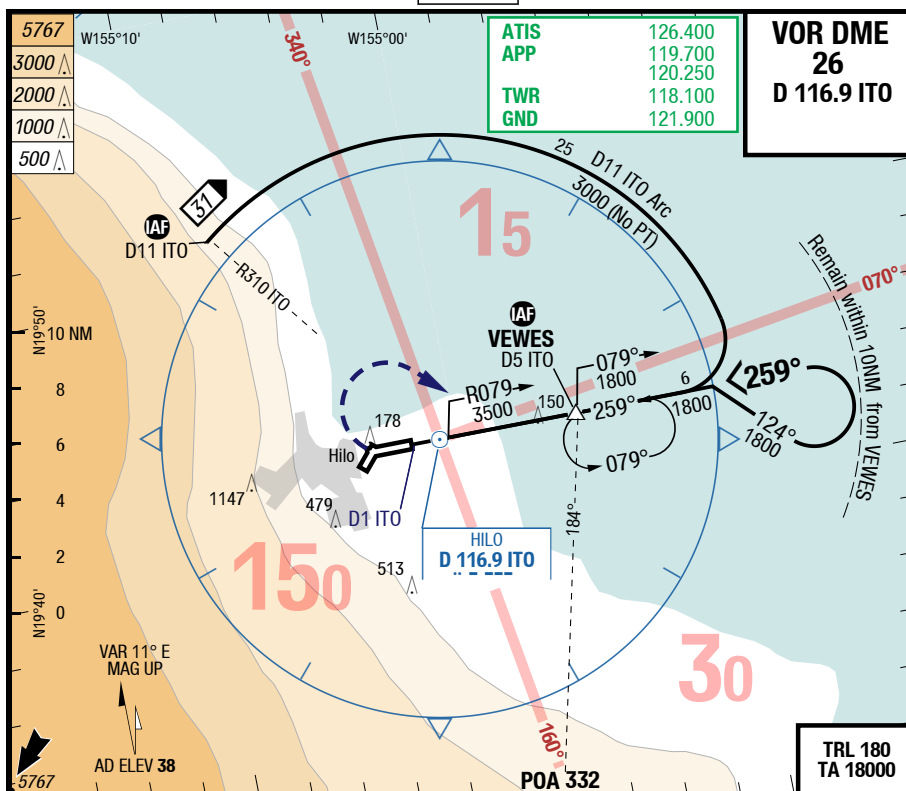 5767
3000
2000
1000
500
W155°10'
W155°00'
340°
ATIS 126.400
APP 119.700
120.250
TWR 118.100
GND 121.900
VOR DME
26
D 116.9 ITO
31
IAF
D11 ITO
R310 ITO
25
D11 ITO Arc
3000 (No PT)
15
Remain within 10NM from VEWES
070°
N19°50'
10 NM
8
6
4
2
0
N19°40'
IAF
VEWES
D5 ITO
079°
1800
R079
3500
150
259°
6
1800
259°
124°
1800
079°
178
Hilo
1147
479
D1 ITO
184°
HILO
D 116.9 ITO
513
150
30
VAR 11° E
MAG UP
AD ELEV 38
5767
160°
POA 332
TRL 180
TA 18000